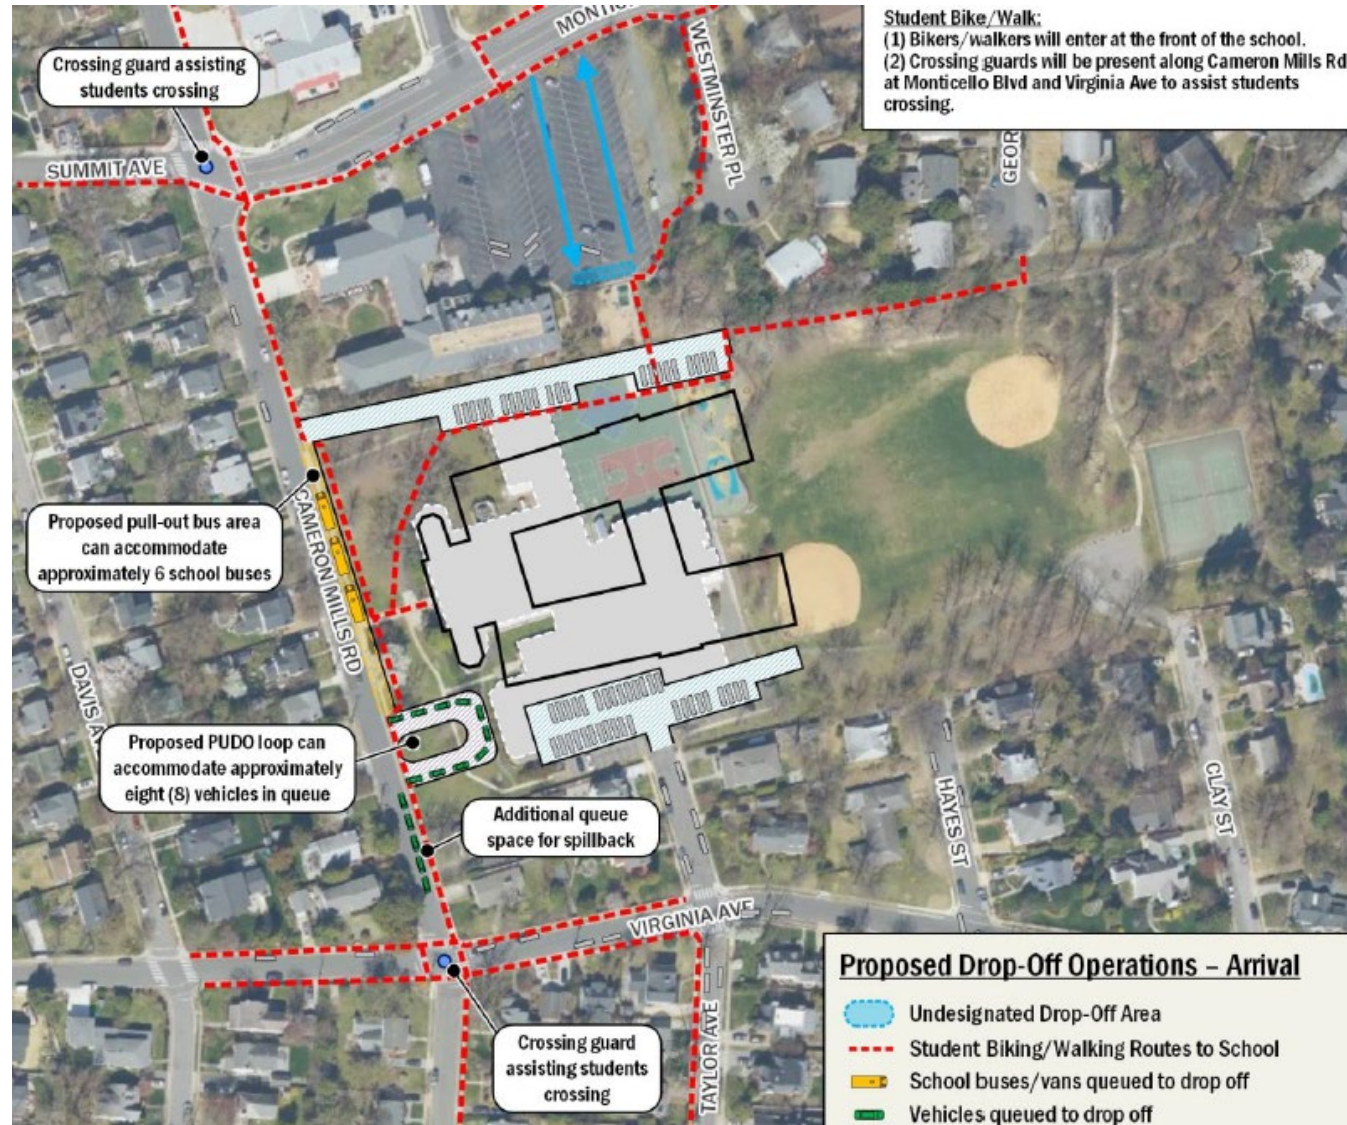 Student Bike/Walk:
(1) Bikers/walkers will enter at the front of the school.
(2) Crossing guards will be present along Cameron Mills Rd
at Monticello Blvd and Virginia Ave to assist students
crossing.
MONTIC
WESTMINSTER PL
GEOR
Crossing guard assisting
students crossing
SUMMIT AVE
Proposed pull-out bus area
can accommodate
approximately 6 school buses
CAMERON MILLS RD
DAVIS A
Proposed PUDO loop can
accommodate approximately
eight (8) vehicles in queue
Additional queue
space for spillback
HAYES ST
CLAY ST
VIRGINIA AVE
TAYLOR AVE
Crossing guard
assisting students
crossing
Proposed Drop-Off Operations – Arrival
Undesignated Drop-Off Area
Student Biking/Walking Routes to School
School buses/vans queued to drop off
Vehicles queued to drop off